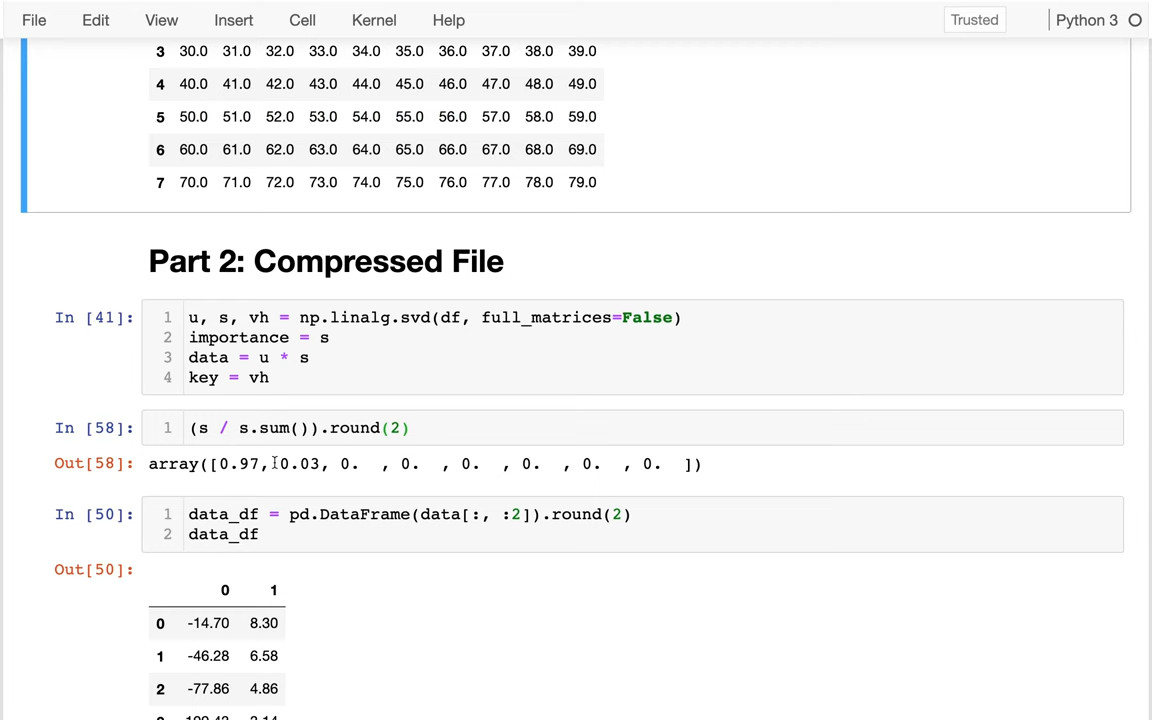 File Edit View Insert Cell Kernel Help Trusted Python 3
3 30.0 31.0 32.0 33.0 34.0 35.0 36.0 37.0 38.0 39.0
4 40.0 41.0 42.0 43.0 44.0 45.0 46.0 47.0 48.0 49.0
5 50.0 51.0 52.0 53.0 54.0 55.0 56.0 57.0 58.0 59.0
6 60.0 61.0 62.0 63.0 64.0 65.0 66.0 67.0 68.0 69.0
7 70.0 71.0 72.0 73.0 74.0 75.0 76.0 77.0 78.0 79.0
Part 2: Compressed File
In [41]: 1 u, s, vh = np.linalg.svd(df, full_matrices=False)
2 importance = s
3 data = u * s
4 key = vh
In [58]: 1 (s / s.sum()).round(2)
Out[58]: array([0.97, 0.03, 0. , 0. , 0. , 0. , 0. , 0. ])
In [50]: 1 data_df = pd.DataFrame(data[:, :2]).round(2)
2 data_df
Out[50]:
0 1
0 -14.70 8.30
1 -46.28 6.58
2 -77.86 4.86